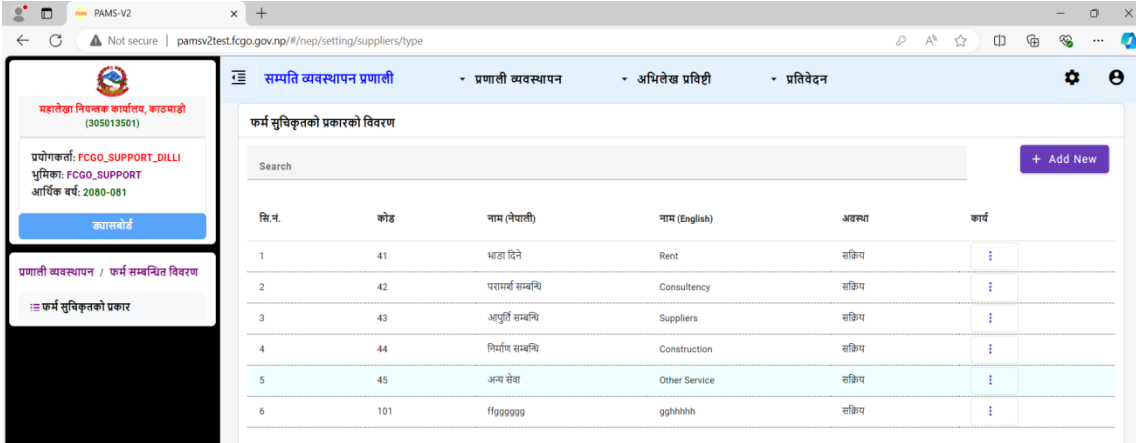 PAMS PAMS-V2
Not secure | pamsv2test.fcgo.gov.np/#/nep/setting/suppliers/type
महालेखा नियन्त्रक कार्यालय, काठमाडौ
(305013501)
प्रयोगकर्ता: FCGO_SUPPORT_DILLI
भुमिका: FCGO_SUPPORT
आर्थिक बर्ष: 2080-081
ड्यासबोर्ड
प्रणाली व्यवस्थापन / फर्म सम्बन्धित विवरण
फर्म सुचिकृतको प्रकार
सम्पति व्यवस्थापन प्रणाली प्रणाली व्यवस्थापन अभिलेख प्रविष्टी प्रतिवेदन
फर्म सुचिकृतको प्रकारको विवरण
Search + Add New
सि.नं. कोड नाम (नेपाली) नाम (English) अवस्था कार्य
1 41 भाडा दिने Rent सक्रिय
2 42 परामर्श सम्बन्धि Consultency सक्रिय
3 43 आपुर्ति सम्बन्धि Suppliers सक्रिय
4 44 निर्माण सम्बन्धि Construction सक्रिय
5 45 अन्य सेवा Other Service सक्रिय
6 101 ffgggggg gghhhhh सक्रिय